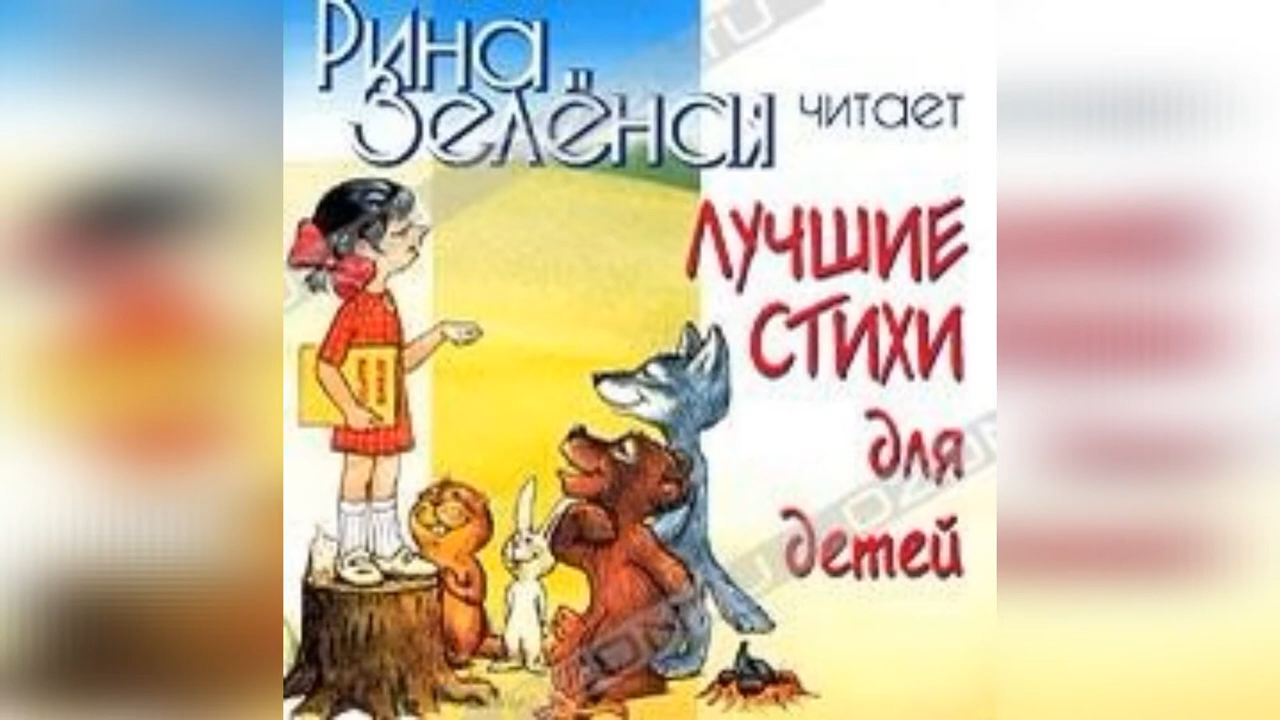 Рина
Зелёная читает
ЛУЧШИЕ
СТИХИ
для
детей